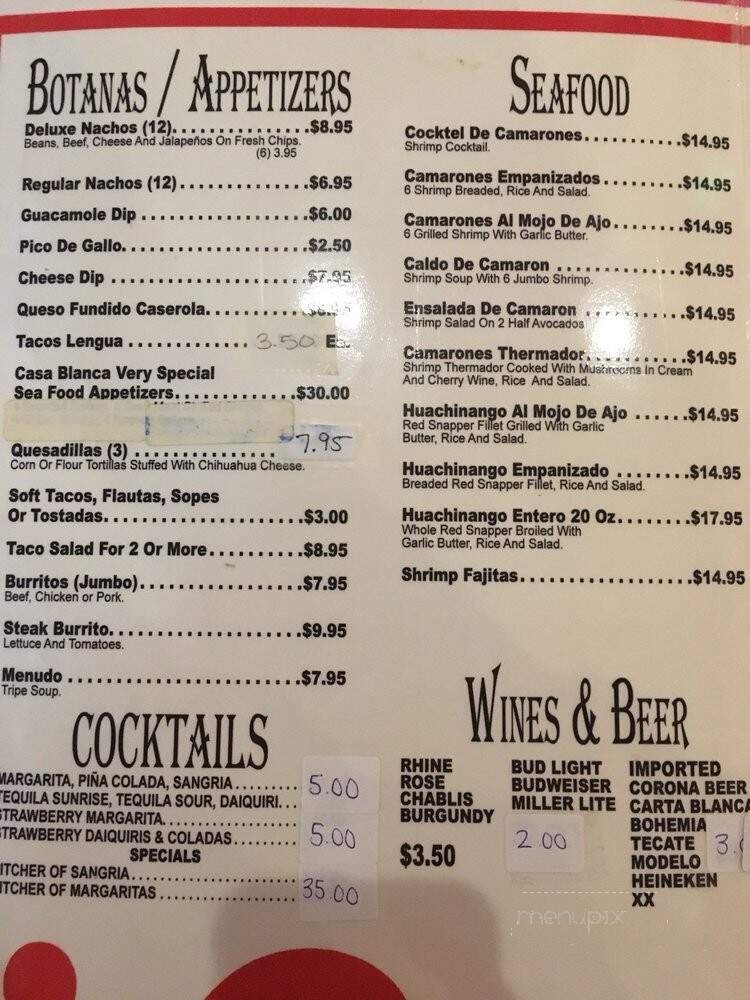 BOTANAS / APPETIZERS
Deluxe Nachos (12)...............$8.95
Beans, Beef, Cheese And Jalapeños On Fresh Chips.
(6) 3.95
Regular Nachos (12)...............$6.95
Guacamole Dip...................$6.00
Pico De Gallo.....................$2.50
Cheese Dip......................$7.95
Queso Fundido Caserola..........
Tacos Lengua.............3.50 Ea.
Casa Blanca Very Special
Sea Food Appetizers.............$30.00
Quesadillas (3)...............7.95
Corn Or Flour Tortillas Stuffed With Chihuahua Cheese.
Soft Tacos, Flautas, Sopes
Or Tostadas.....................$3.00
Taco Salad For 2 Or More..........$8.95
Burritos (Jumbo).................$7.95
Beef, Chicken or Pork.
Steak Burrito....................$9.95
Lettuce And Tomatoes.
Menudo........................$7.95
Tripe Soup.
COCKTAILS
MARGARITA, PIÑA COLADA, SANGRIA.......... 5.00
TEQUILA SUNRISE, TEQUILA SOUR, DAIQUIRI...
STRAWBERRY MARGARITA....................
STRAWBERRY DAIQUIRIS & COLADAS.......... 5.00
SPECIALS
ITCHER OF SANGRIA.....................
ITCHER OF MARGARITAS.................. 35.00
SEAFOOD
Cocktel De Camarones...........$14.95
Shrimp Cocktail.
Camarones Empanizados.........$14.95
6 Shrimp Breaded, Rice And Salad.
Camarones Al Mojo De Ajo........$14.95
6 Grilled Shrimp With Garlic Butter.
Caldo De Camaron..............$14.95
Shrimp Soup With 6 Jumbo Shrimp.
Ensalada De Camaron...........$14.95
Shrimp Salad On 2 Half Avocados
Camarones Thermador...........$14.95
Shrimp Thermador Cooked With Mushrooms In Cream
And Cherry Wine, Rice And Salad.
Huachinango Al Mojo De Ajo......$14.95
Red Snapper Fillet Grilled With Garlic
Butter, Rice And Salad.
Huachinango Empanizado........$14.95
Breaded Red Snapper Fillet, Rice And Salad.
Huachinango Entero 20 Oz........$17.95
Whole Red Snapper Broiled With
Garlic Butter, Rice And Salad.
Shrimp Fajitas...................$14.95
WINES & BEER
RHINE
ROSE
CHABLIS
BURGUNDY
$3.50
BUD LIGHT
BUDWEISER
MILLER LITE
2.00
IMPORTED
CORONA BEER
CARTA BLANCA
BOHEMIA
TECATE
MODELO
HEINEKEN
XX
menupix